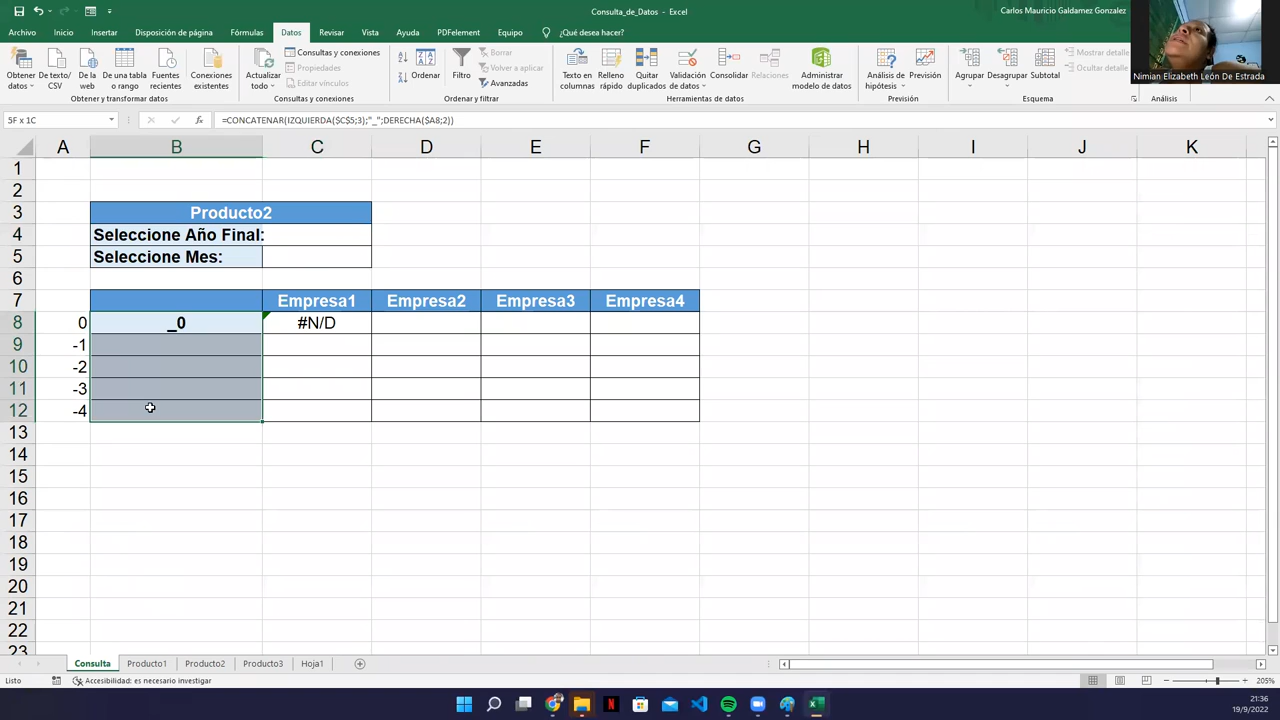 Consulta_de_Datos - Excel
Carlos Mauricio Galdamez Gonzalez
Archivo Inicio Insertar Disposición de página Fórmulas Datos Revisar Vista Ayuda PDFelement Equipo ¿Qué desea hacer?
Obtener datos
De texto/CSV
De la web
De una tabla o rango
Fuentes recientes
Conexiones existentes
Obtener y transformar datos
Actualizar todo
Consultas y conexiones
Propiedades
Editar vínculos
Consultas y conexiones
Ordenar
Filtro
Borrar
Volver a aplicar
Avanzadas
Ordenar y filtrar
Texto en columnas
Relleno rápido
Quitar duplicados
Validación de datos
Consolidar
Relaciones
Administrar modelo de datos
Herramientas de datos
Análisis de hipótesis
Previsión
Previsión
Agrupar
Desagrupar
Subtotal
Mostrar detalle
Ocultar detalle
Esquema
Análisis
Nimian Elizabeth León De Estrada
5F x 1C
fx
=CONCATENAR(IZQUIERDA($C$5;3);"_";DERECHA($A8;2))
A B C D E F G H I J K
1
2
3 Producto2
4 Seleccione Año Final:
5 Seleccione Mes:
6
7 Empresa1 Empresa2 Empresa3 Empresa4
8 0 _0 #N/D
9 -1
10 -2
11 -3
12 -4
13
14
15
16
17
18
19
20
21
22
23
Consulta Producto1 Producto2 Producto3 Hoja1
Listo
Accesibilidad: es necesario investigar
205%
21:36
19/9/2022